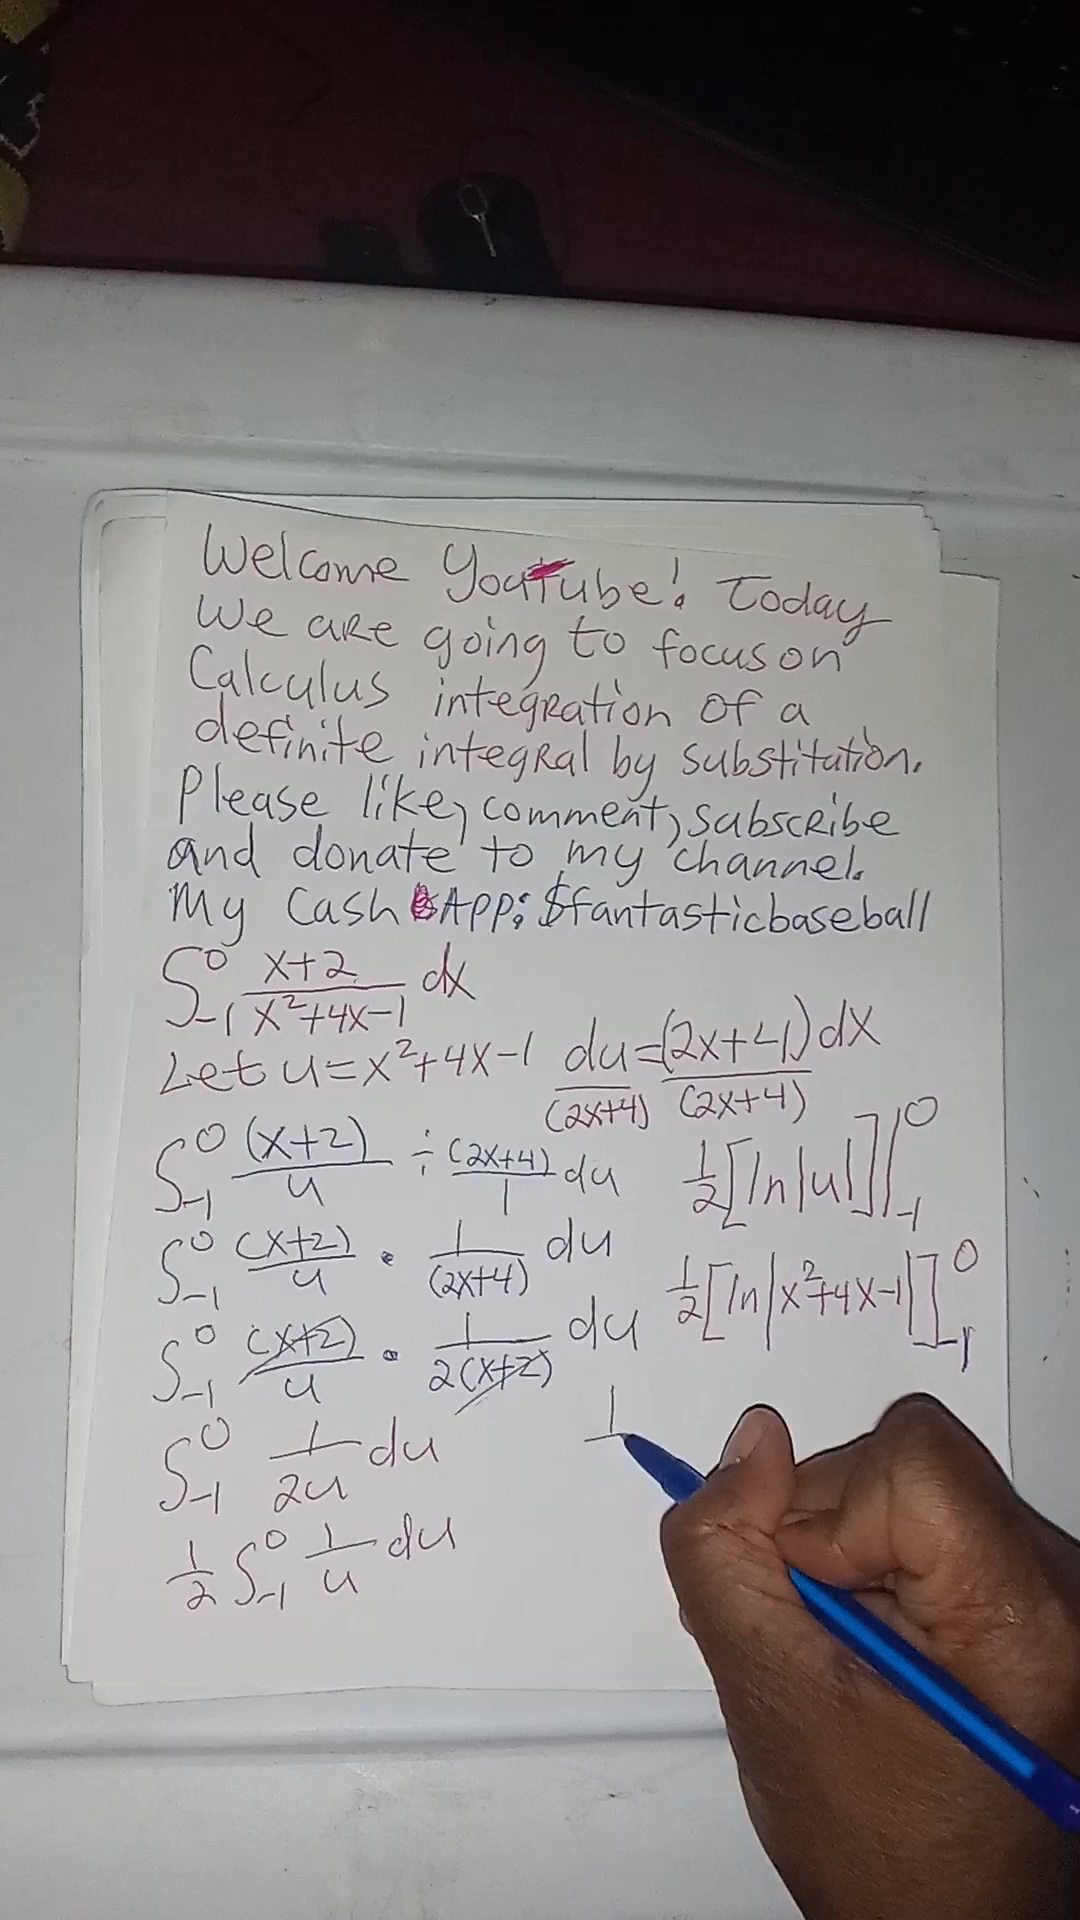 Welcome YouTube! Today
We are going to focus on
Calculus integration of a
definite integral by substitution.
Please like, comment, subscribe
and donate to my channel.
My Cash App: $fantasticbaseball
∫₋₁⁰ (x+2)/(x²+4x-1) dx
Let u=x²+4x-1 du/(2x+4)=(2x+4)dx/(2x+4)
∫₋₁⁰ (x+2)/u ÷ (2x+4)/1 du
∫₋₁⁰ (x+2)/u · 1/(2x+4) du
∫₋₁⁰ (x+2)/u · 1/2(x+2) du
∫₋₁⁰ 1/2u du
1/2 ∫₋₁⁰ 1/u du
1/2[ln|u|]|₋₁⁰
1/2[ln|x²+4x-1|]₋₁⁰
1